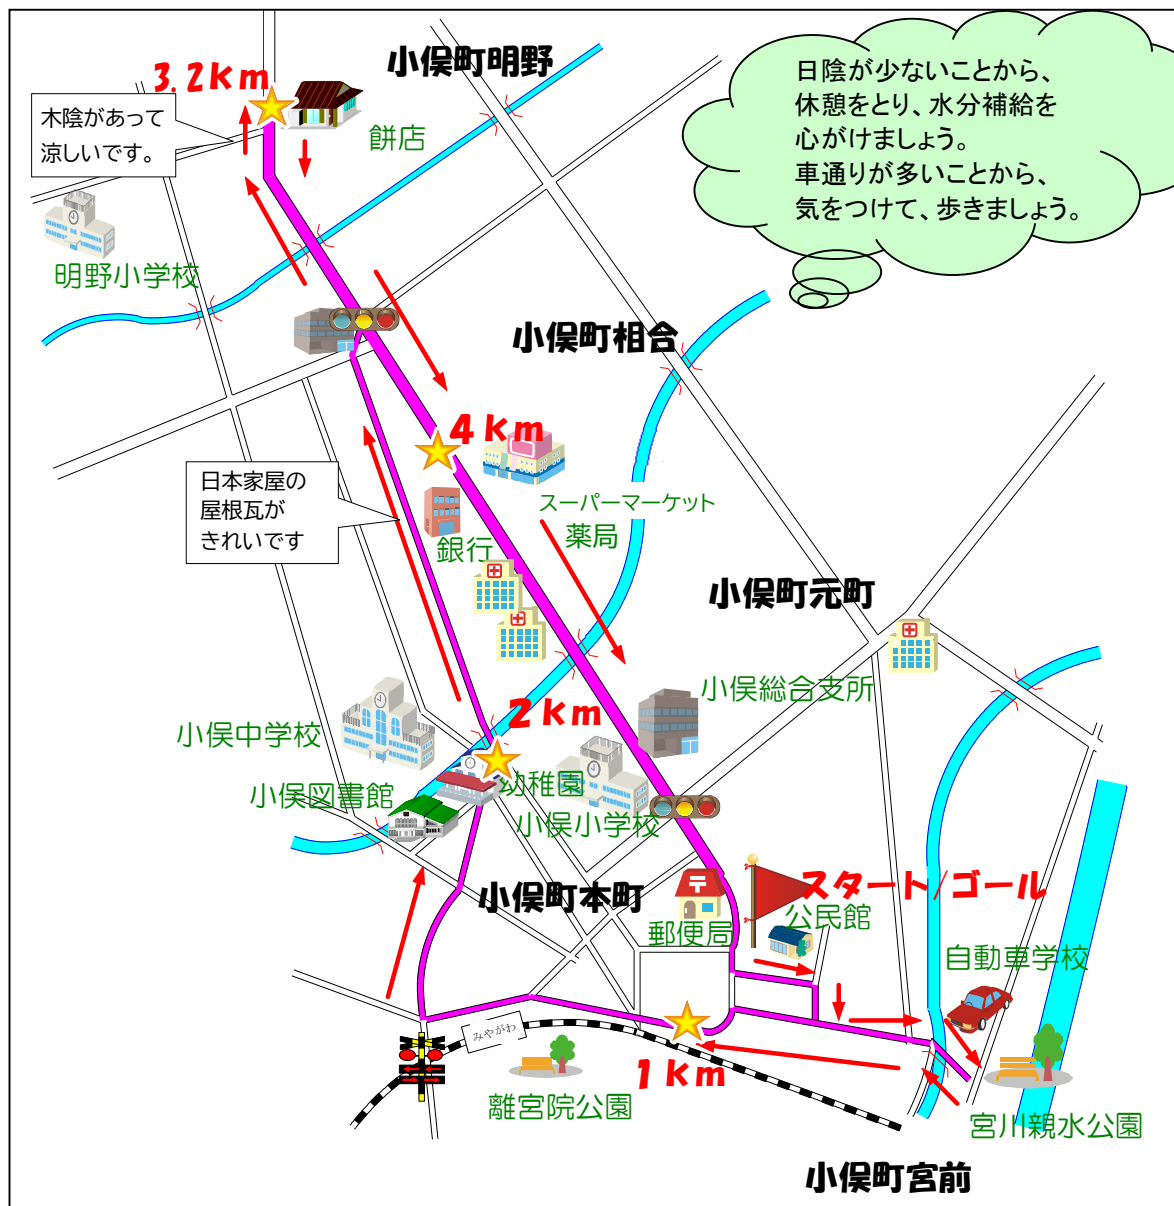 小俣町明野
3.2km
日陰が少ないことから、
休憩をとり、水分補給を
心がけましょう。
車通りが多いことから、
気をつけて、歩きましょう。
木陰があって
涼しいです。
餅店
明野小学校
小俣町相合
4km
日本家屋の
屋根瓦が
きれいです
スーパーマーケット
薬局
銀行
小俣町元町
小俣総合支所
2km
小俣中学校
幼稚園
小俣図書館
小俣小学校
小俣町本町
スタート/ゴール
公民館
郵便局
自動車学校
みやがわ
1km
離宮院公園
宮川親水公園
小俣町宮前